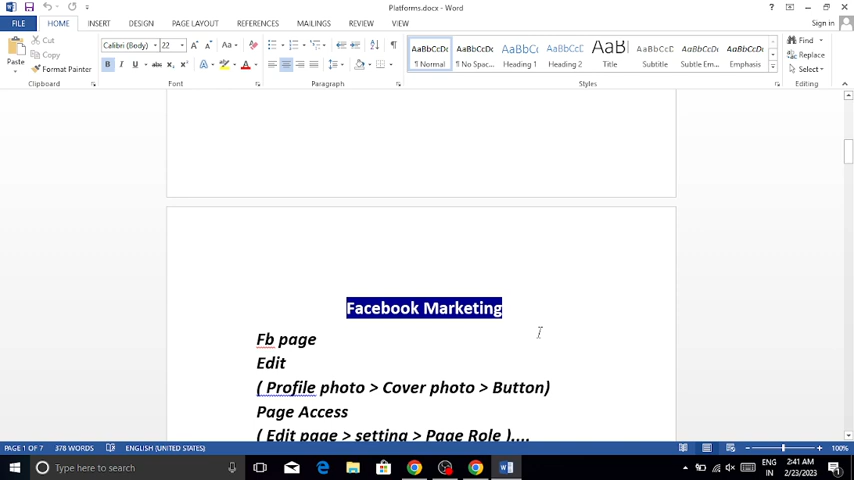 Platforms.docx - Word
FILE HOME INSERT DESIGN PAGE LAYOUT REFERENCES MAILINGS REVIEW VIEW Sign in
Paste
Cut
Copy
Format Painter
Clipboard
Calibri (Body) 22
Font
Paragraph
AaBbCcDc AaBbCcDc AaBbCc AaBbCc AaB AaBbCcD AaBbCcDc AaBbCcDc
¶ Normal ¶ No Spac... Heading 1 Heading 2 Title Subtitle Subtle Em... Emphasis
Styles
Find
Replace
Select
Editing
Facebook Marketing
Fb page
Edit
( Profile photo > Cover photo > Button)
Page Access
( Edit page > setting > Page Role )....
PAGE 1 OF 7 378 WORDS ENGLISH (UNITED STATES) 100%
Type here to search
ENG
IN
2:41 AM
2/23/2023